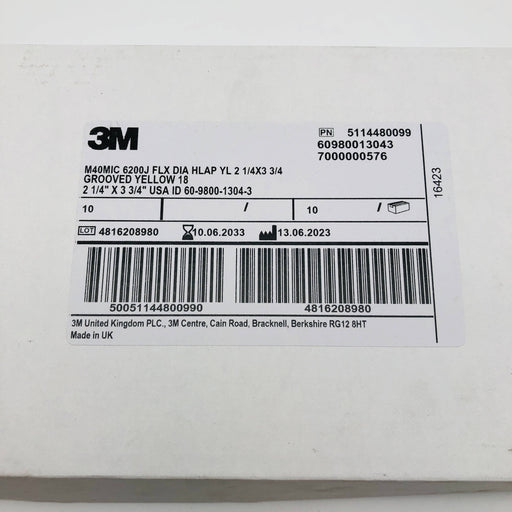 3M
PN 5114480099
60980013043
7000000576
M40MIC 6200J FLX DIA HLAP YL 2 1/4X3 3/4
GROOVED YELLOW 18
2 1/4" X 3 3/4" USA ID 60-9800-1304-3
16423
10 / 10 /
LOT 4816208980 10.06.2033 13.06.2023
50051144800990 4816208980
3M United Kingdom PLC., 3M Centre, Cain Road, Bracknell, Berkshire RG12 8HT
Made in UK